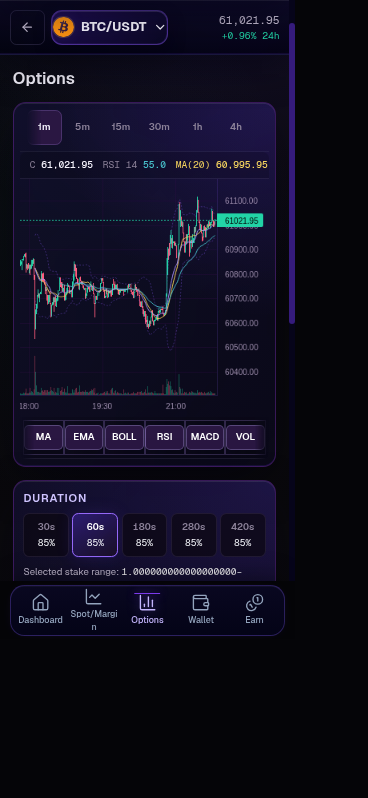 BTC/USDT
61,021.95
+0.96% 24h
Options
1m 5m 15m 30m 1h 4h
C 61,021.95 RSI 14 55.0 MA(20) 60,995.95
61100.00
61021.95
60900.00
60800.00
60700.00
60600.00
60500.00
60400.00
18:00 19:30 21:00
MA EMA BOLL RSI MACD VOL
DURATION
30s 60s 180s 280s 420s
85% 85% 85% 85% 85%
Selected stake range: 1.000000000000000000–
Dashboard Spot/Margi
n Options Wallet Earn